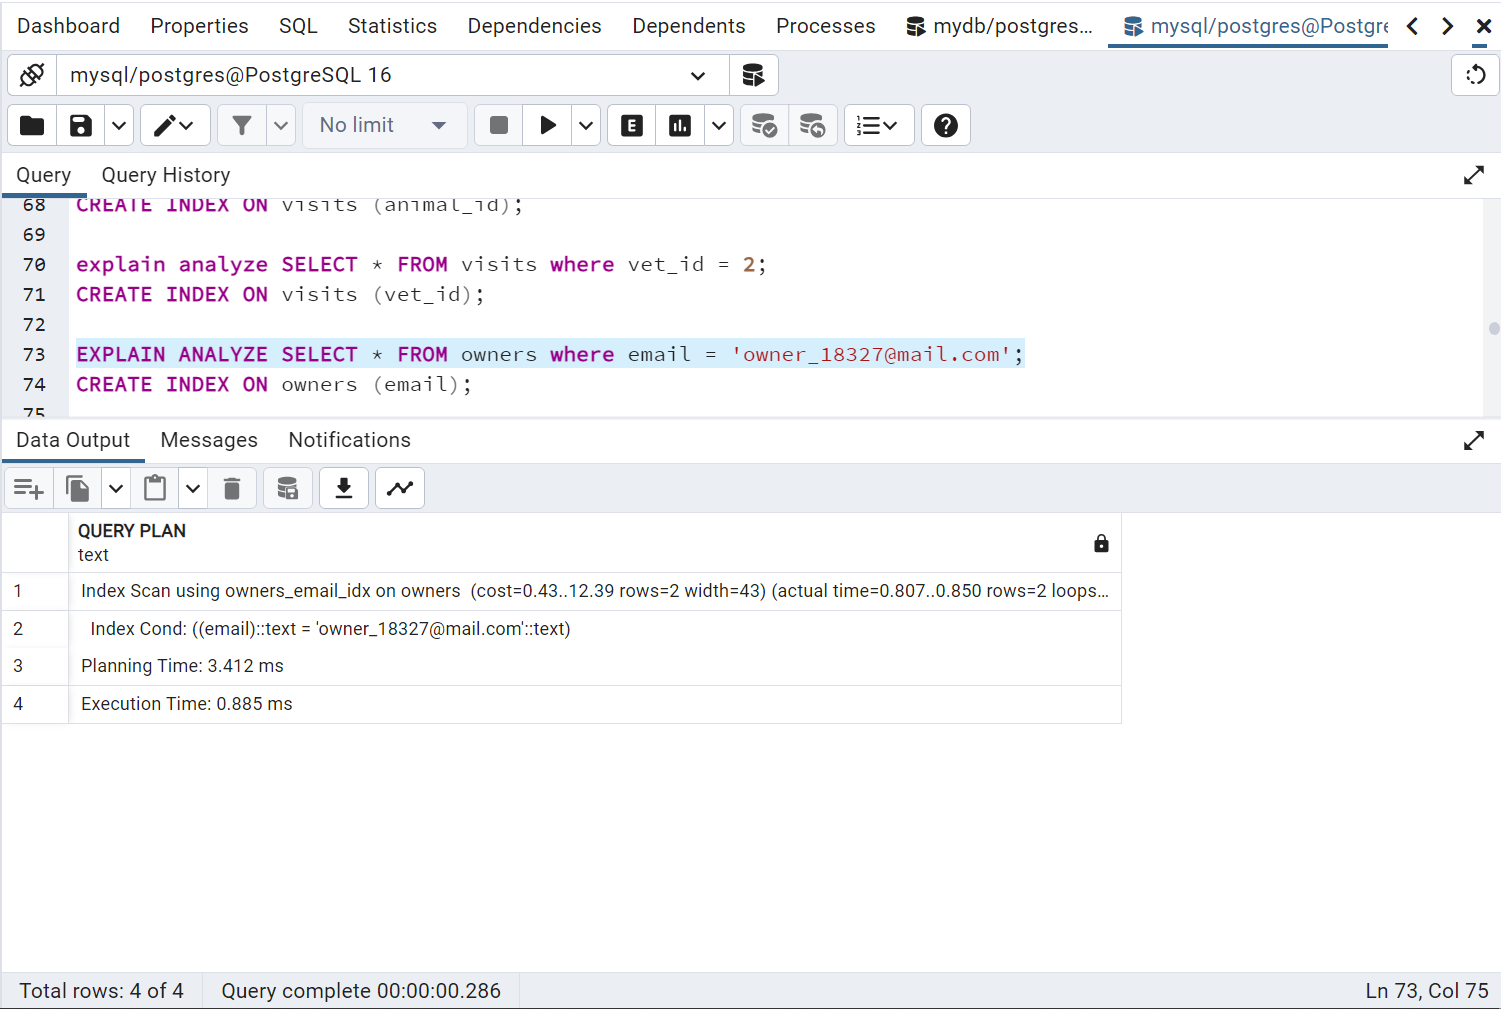 Dashboard Properties SQL Statistics Dependencies Dependents Processes mydb/postgres... mysql/postgres@Postgre
mysql/postgres@PostgreSQL 16
No limit
E
Query Query History
68 CREATE INDEX ON visits (animal_id);
69
70 explain analyze SELECT * FROM visits where vet_id = 2;
71 CREATE INDEX ON visits (vet_id);
72
73 EXPLAIN ANALYZE SELECT * FROM owners where email = 'owner_18327@mail.com';
74 CREATE INDEX ON owners (email);
75
Data Output Messages Notifications
QUERY PLAN
text
1 Index Scan using owners_email_idx on owners (cost=0.43..12.39 rows=2 width=43) (actual time=0.807..0.850 rows=2 loops...
2 Index Cond: ((email)::text = 'owner_18327@mail.com'::text)
3 Planning Time: 3.412 ms
4 Execution Time: 0.885 ms
Total rows: 4 of 4 Query complete 00:00:00.286 Ln 73, Col 75